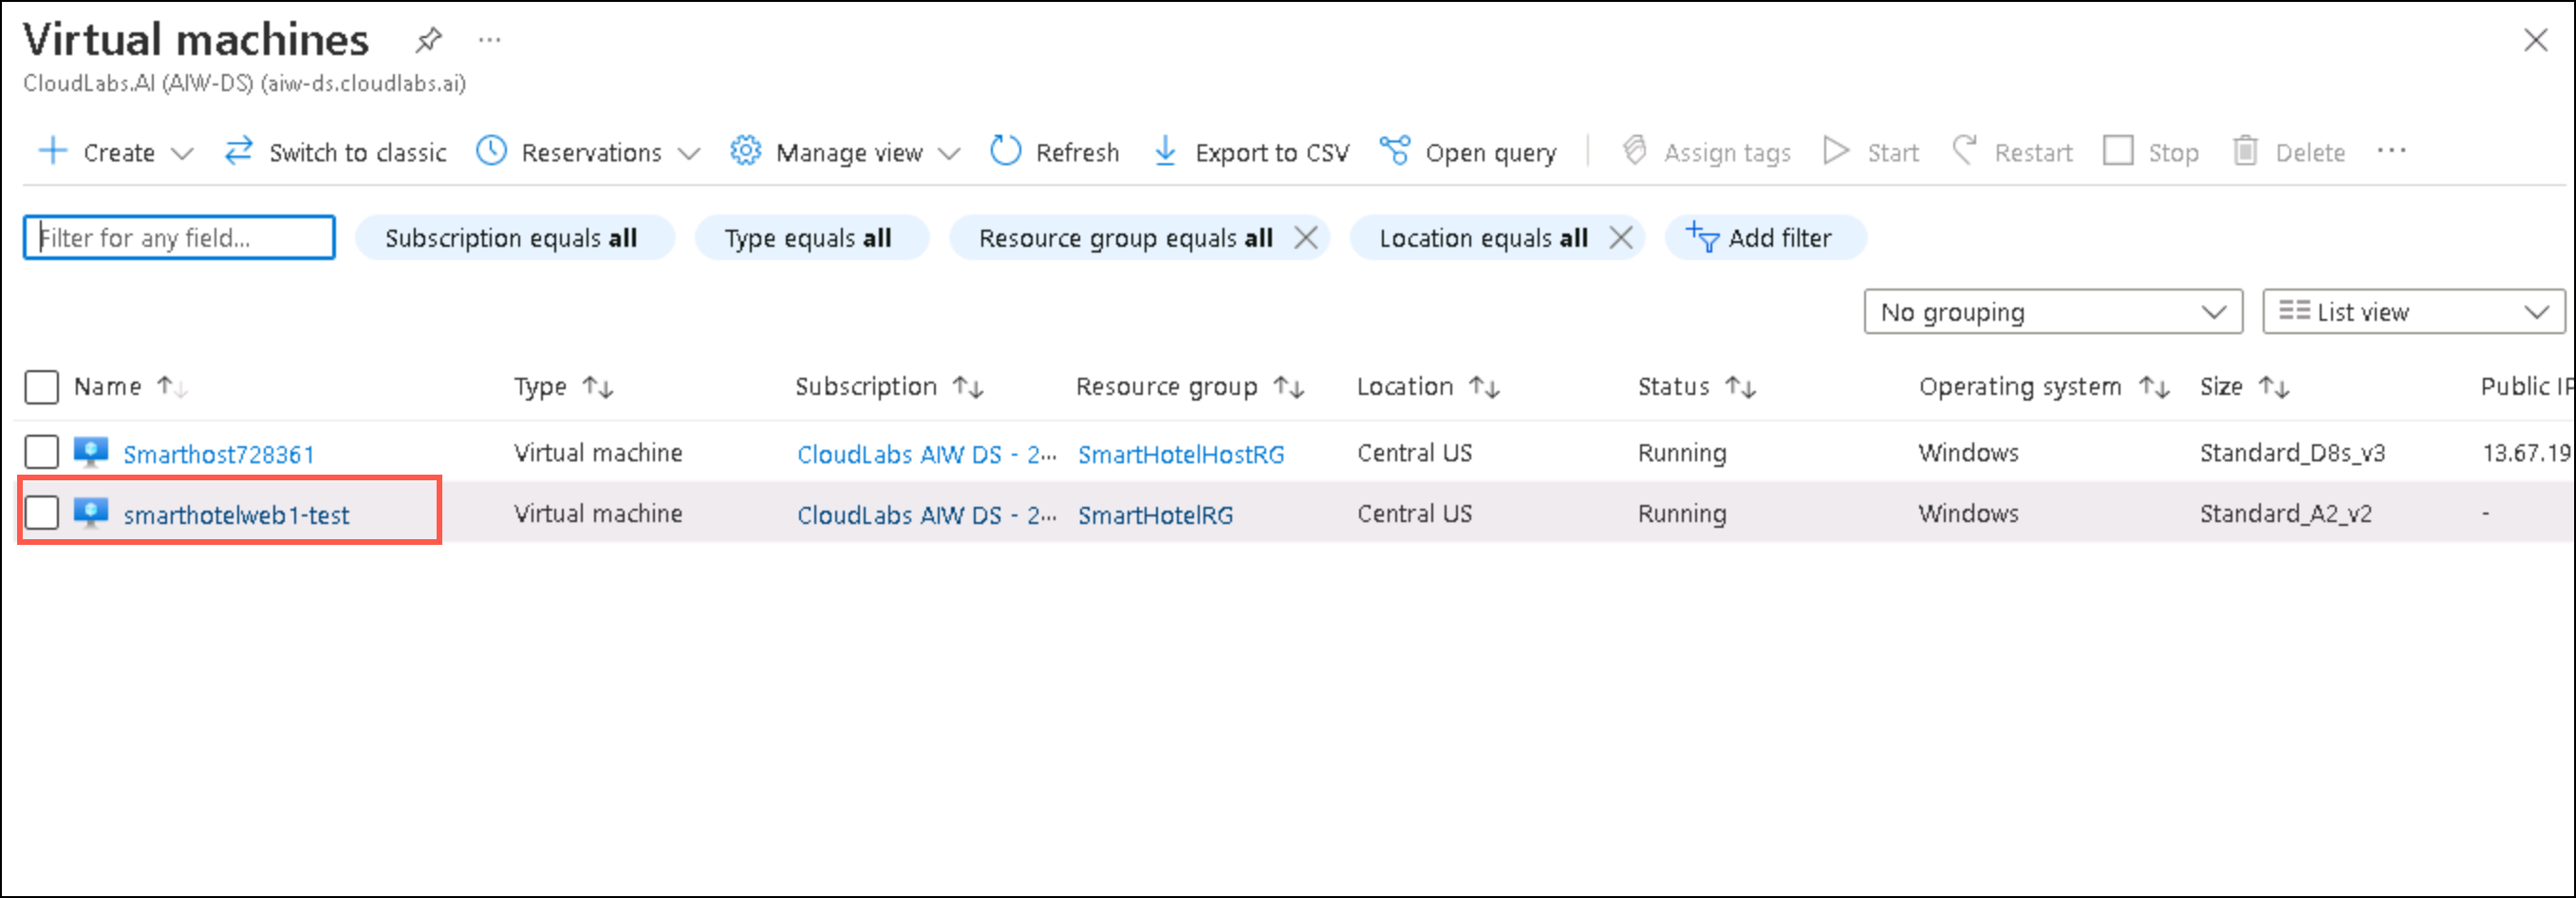 Virtual machines
CloudLabs.AI (AIW-DS) (aiw-ds.cloudlabs.ai)
Create Switch to classic Reservations Manage view Refresh Export to CSV Open query Assign tags Start Restart Stop Delete
Filter for any field... Subscription equals all Type equals all Resource group equals all Location equals all Add filter
No grouping List view
Name Type Subscription Resource group Location Status Operating system Size Public IP
Smarthost728361 Virtual machine CloudLabs AIW DS - 2... SmartHotelHostRG Central US Running Windows Standard_D8s_v3 13.67.19
smarthotelweb1-test Virtual machine CloudLabs AIW DS - 2... SmartHotelRG Central US Running Windows Standard_A2_v2 -